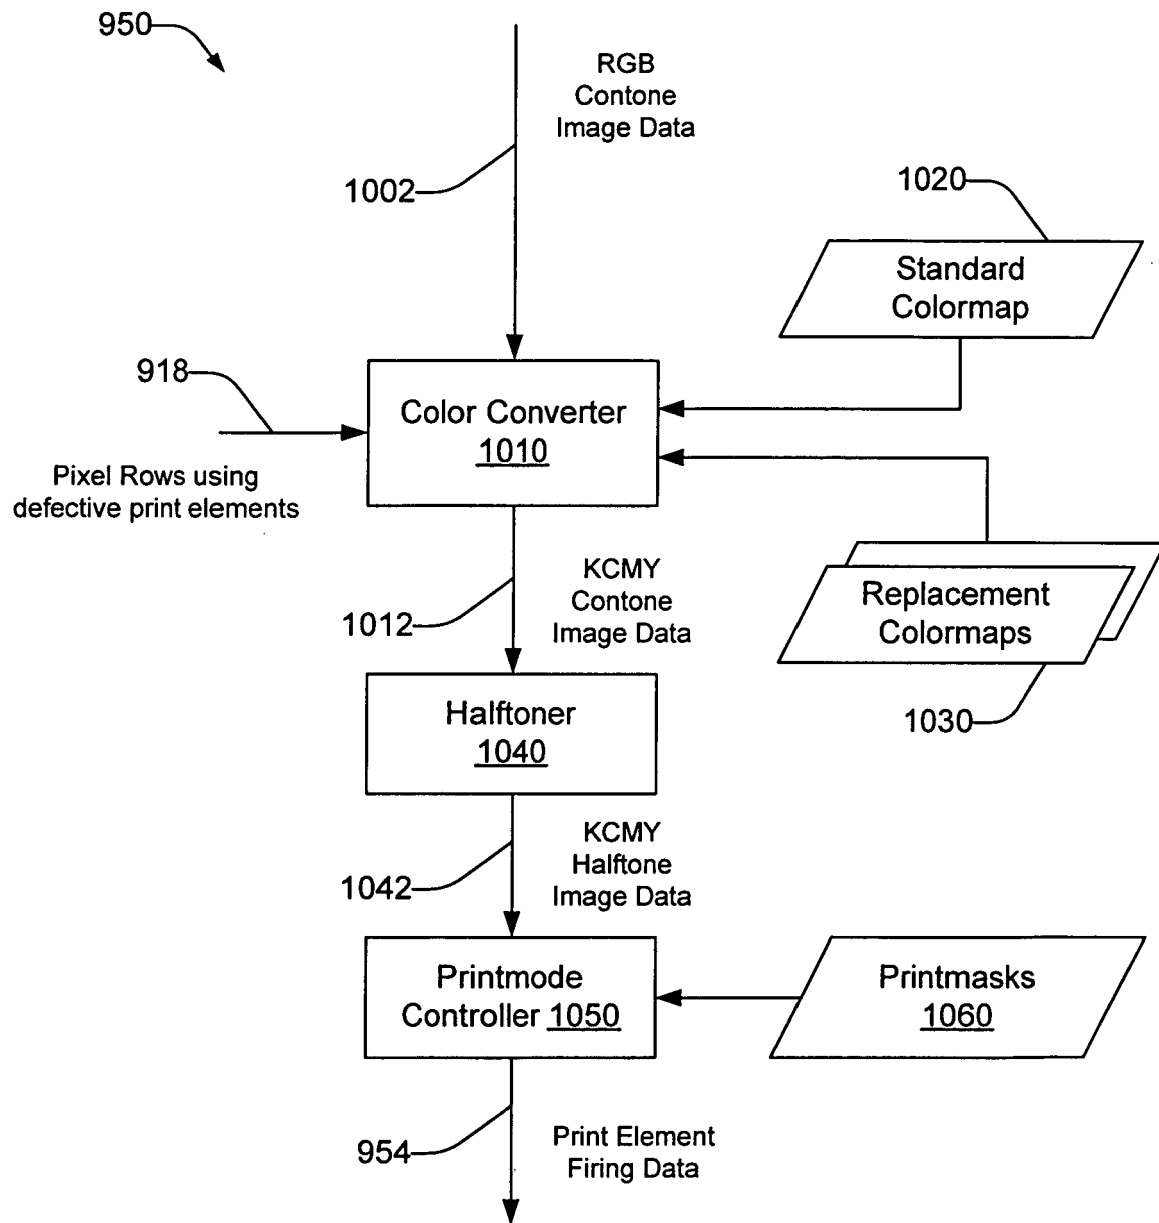 950
RGB
Contone
Image Data
1002
1020
Standard
Colormap
918
Color Converter
1010
Pixel Rows using
defective print elements
KCMY
Contone
Image Data
1012
Replacement
Colormaps
1030
Halftoner
1040
KCMY
Halftone
Image Data
1042
Printmode
Controller 1050
Printmasks
1060
954
Print Element
Firing Data